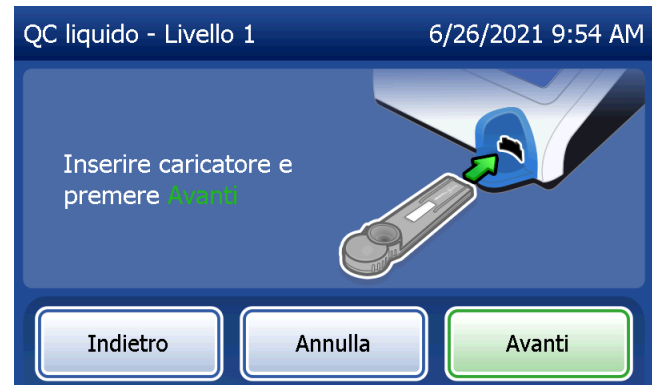 QC liquido - Livello 1 6/26/2021 9:54 AM
Inserire caricatore e
premere Avanti
Indietro Annulla Avanti